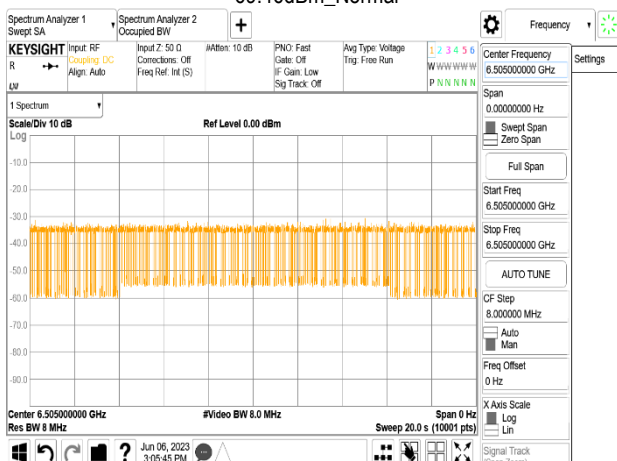 Spectrum Analyzer 1
Swept SA
Spectrum Analyzer 2
Occupied BW
+
Frequency
Settings
KEYSIGHT
R
Input: RF
Coupling: DC
Align: Auto
Input Z: 50 Ω
Corrections: Off
Freq Ref: Int (S)
#Atten: 10 dB
PNO: Fast
Gate: Off
IF Gain: Low
Sig Track: Off
Avg Type: Voltage
Trig: Free Run
1 2 3 4 5 6
W W W W W W
P N N N N N
1 Spectrum
Scale/Div 10 dB
Ref Level 0.00 dBm
Log
-10.0
-20.0
-30.0
-40.0
-50.0
-60.0
-70.0
-80.0
-90.0
Center 6.505000000 GHz
#Video BW 8.0 MHz
Span 0 Hz
Res BW 8 MHz
Sweep 20.0 s (10001 pts)
Jun 06, 2023
3:05:45 PM
Center Frequency
6.505000000 GHz
Span
0.00000000 Hz
Swept Span
Zero Span
Full Span
Start Freq
6.505000000 GHz
Stop Freq
6.505000000 GHz
AUTO TUNE
CF Step
8.000000 MHz
Auto
Man
Freq Offset
0 Hz
X Axis Scale
Log
Lin
Signal Track